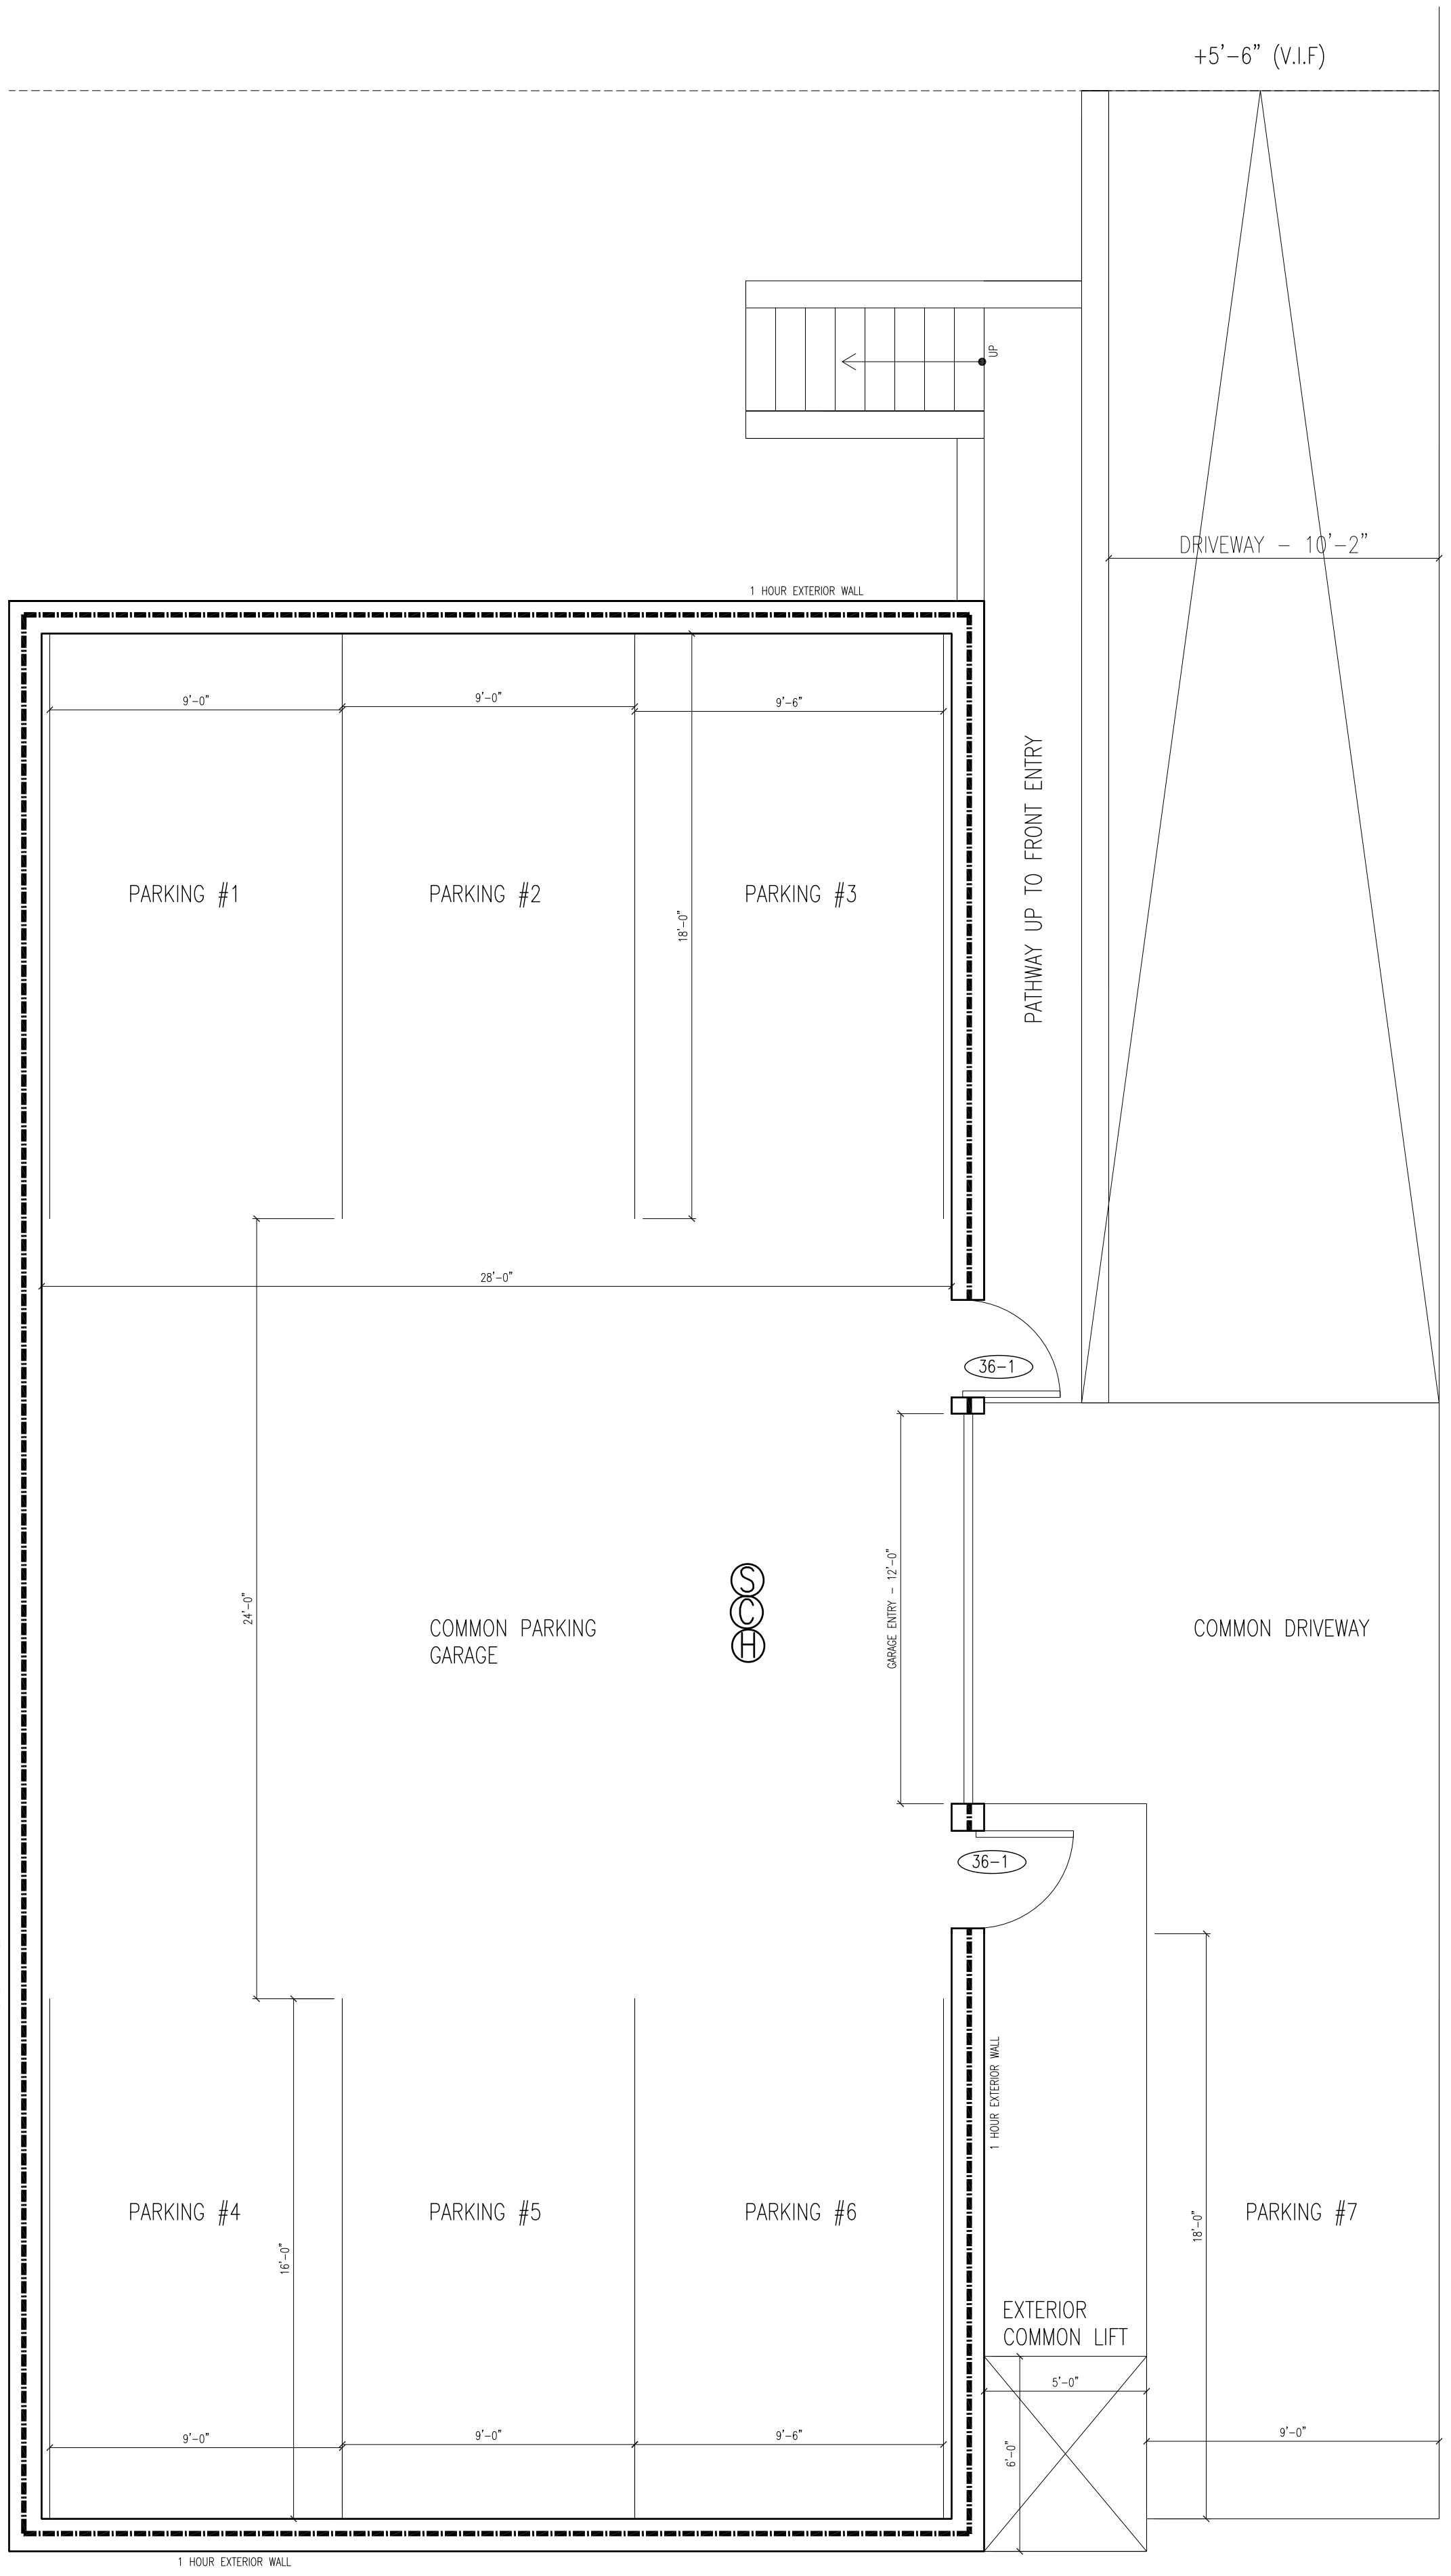 +5'-6" (V.I.F)
UP
DRIVEWAY - 10'-2"
1 HOUR EXTERIOR WALL
9'-0"
9'-0"
9'-6"
PATHWAY UP TO FRONT ENTRY
PARKING #1
PARKING #2
PARKING #3
18'-0"
28'-0"
36-1
24'-0"
COMMON PARKING
GARAGE
S
C
H
GARAGE ENTRY - 12'-0"
COMMON DRIVEWAY
36-1
1 HOUR EXTERIOR WALL
PARKING #4
PARKING #5
PARKING #6
PARKING #7
16'-0"
18'-0"
EXTERIOR
COMMON LIFT
5'-0"
9'-0"
9'-0"
9'-6"
6'-0"
9'-0"
1 HOUR EXTERIOR WALL